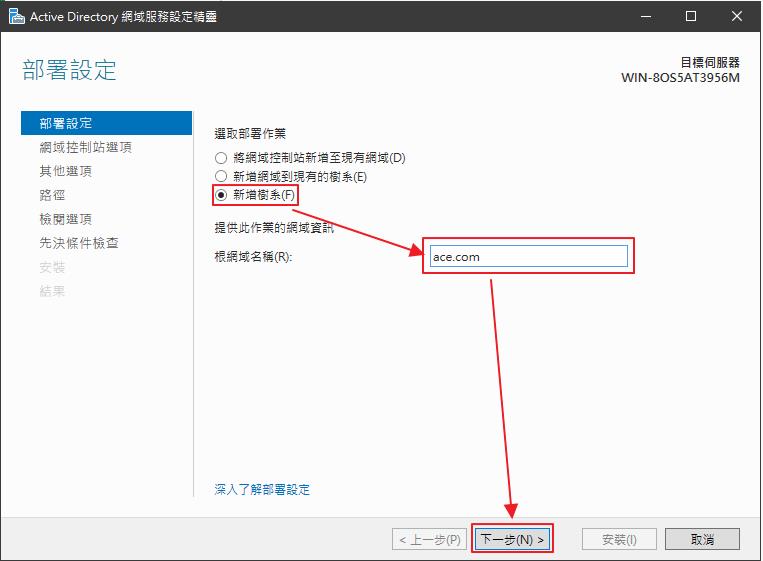 Active Directory 網域服務設定精靈
部署設定
目標伺服器
WIN-8OS5AT3956M
部署設定
網域控制站選項
其他選項
路徑
檢閱選項
先決條件檢查
安裝
結果
選取部署作業
將網域控制站新增至現有網域(D)
新增網域到現有的樹系(E)
新增樹系(F)
提供此作業的網域資訊
根網域名稱(R):
ace.com
深入了解部署設定
< 上一步(P)
下一步(N) >
安裝(I)
取消